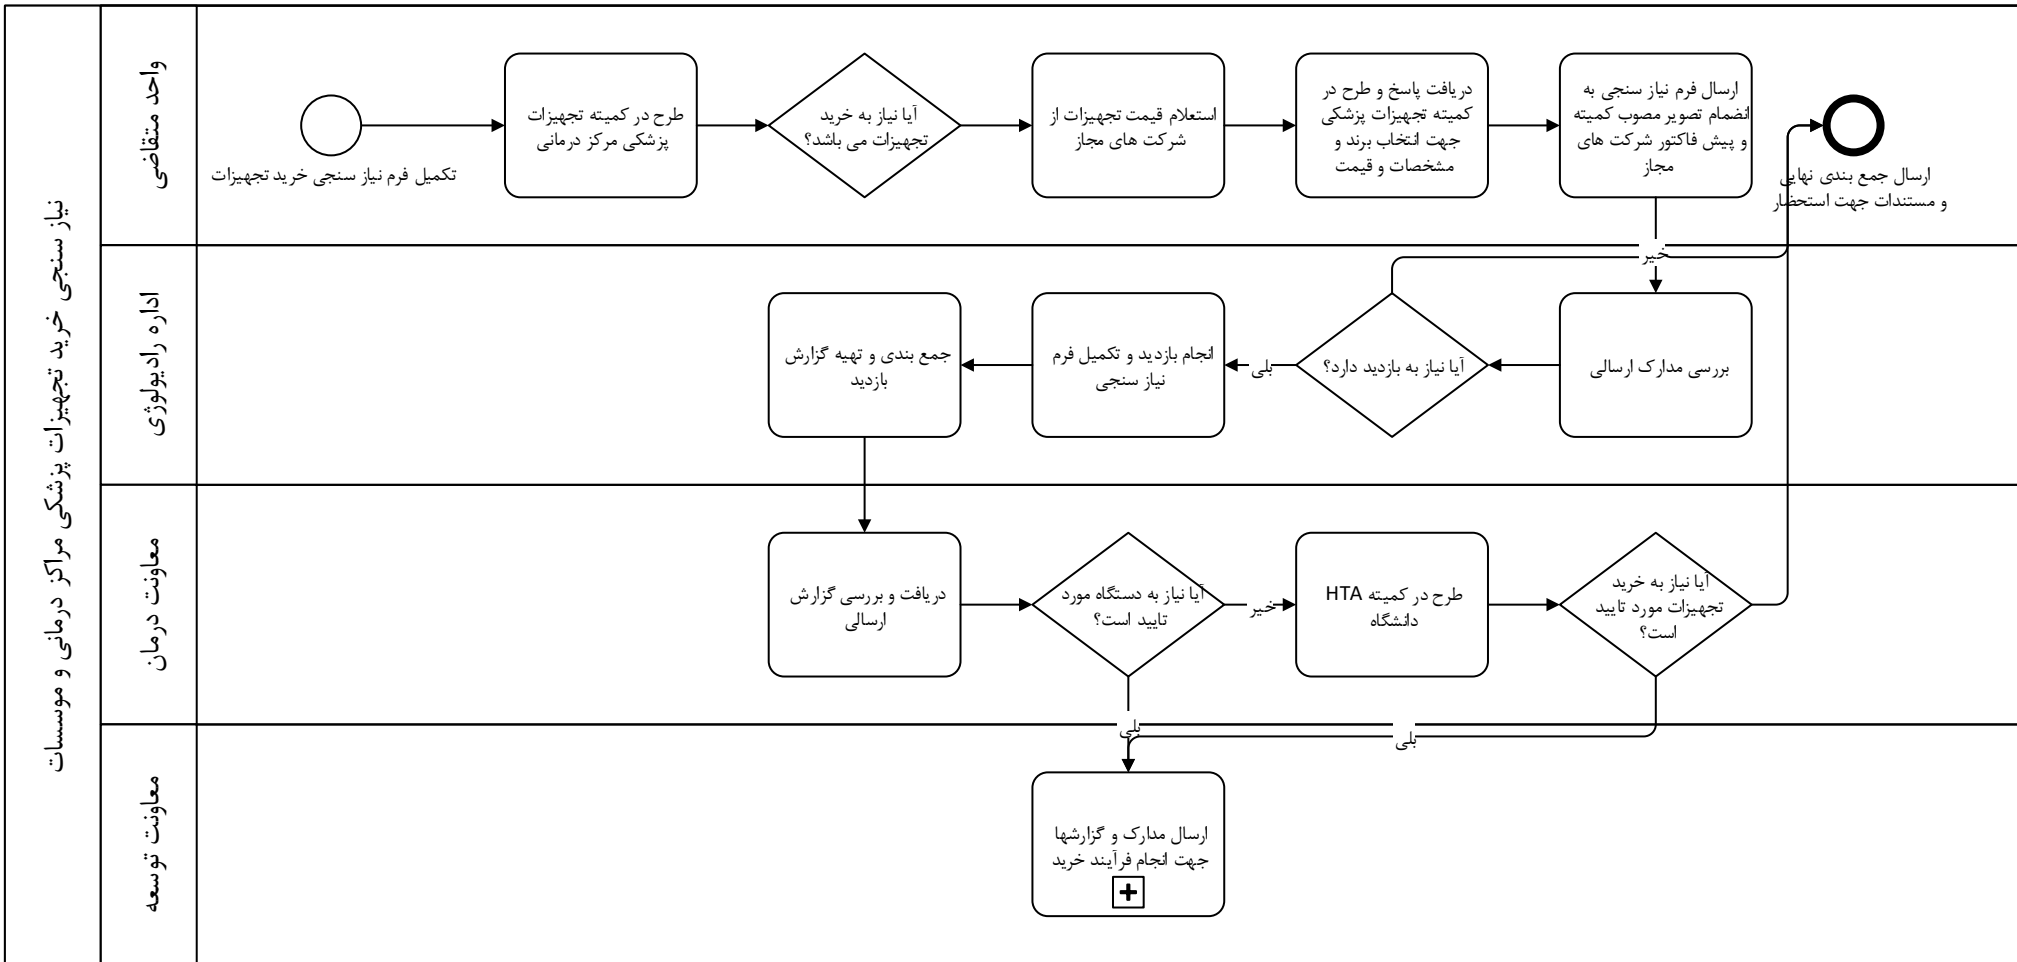 نیاز سنجی خرید تجهیزات پزشکی مراکز درمانی و موسسات
واحد متقاضی
تکمیل فرم نیاز سنجی خرید تجهیزات
طرح در کمیته تجهیزات
پزشکی مرکز درمانی
آیا نیاز به خرید
تجهیزات می باشد؟
استعلام قیمت تجهیزات از
شرکت های مجاز
دریافت پاسخ و طرح در
کمیته تجهیزات پزشکی
جهت انتخاب برند و
مشخصات و قیمت
ارسال فرم نیاز سنجی به
انضمام تصویر مصوب کمیته
و پیش فاکتور شرکت های
مجاز
ارسال جمع بندی نهایی
و مستندات جهت استحضار
اداره رادیولوژی
خیر
بررسی مدارک ارسالی
آیا نیاز به بازدید دارد؟
بلی
انجام بازدید و تکمیل فرم
نیاز سنجی
جمع بندی و تهیه گزارش
بازدید
معاونت درمان
دریافت و بررسی گزارش
ارسالی
آیا نیاز به دستگاه مورد
تایید است؟
خیر
طرح در کمیته HTA
دانشگاه
آیا نیاز به خرید
تجهیزات مورد تایید
است؟
بلی
بلی
معاونت توسعه
ارسال مدارک و گزارشها
جهت انجام فرآیند خرید